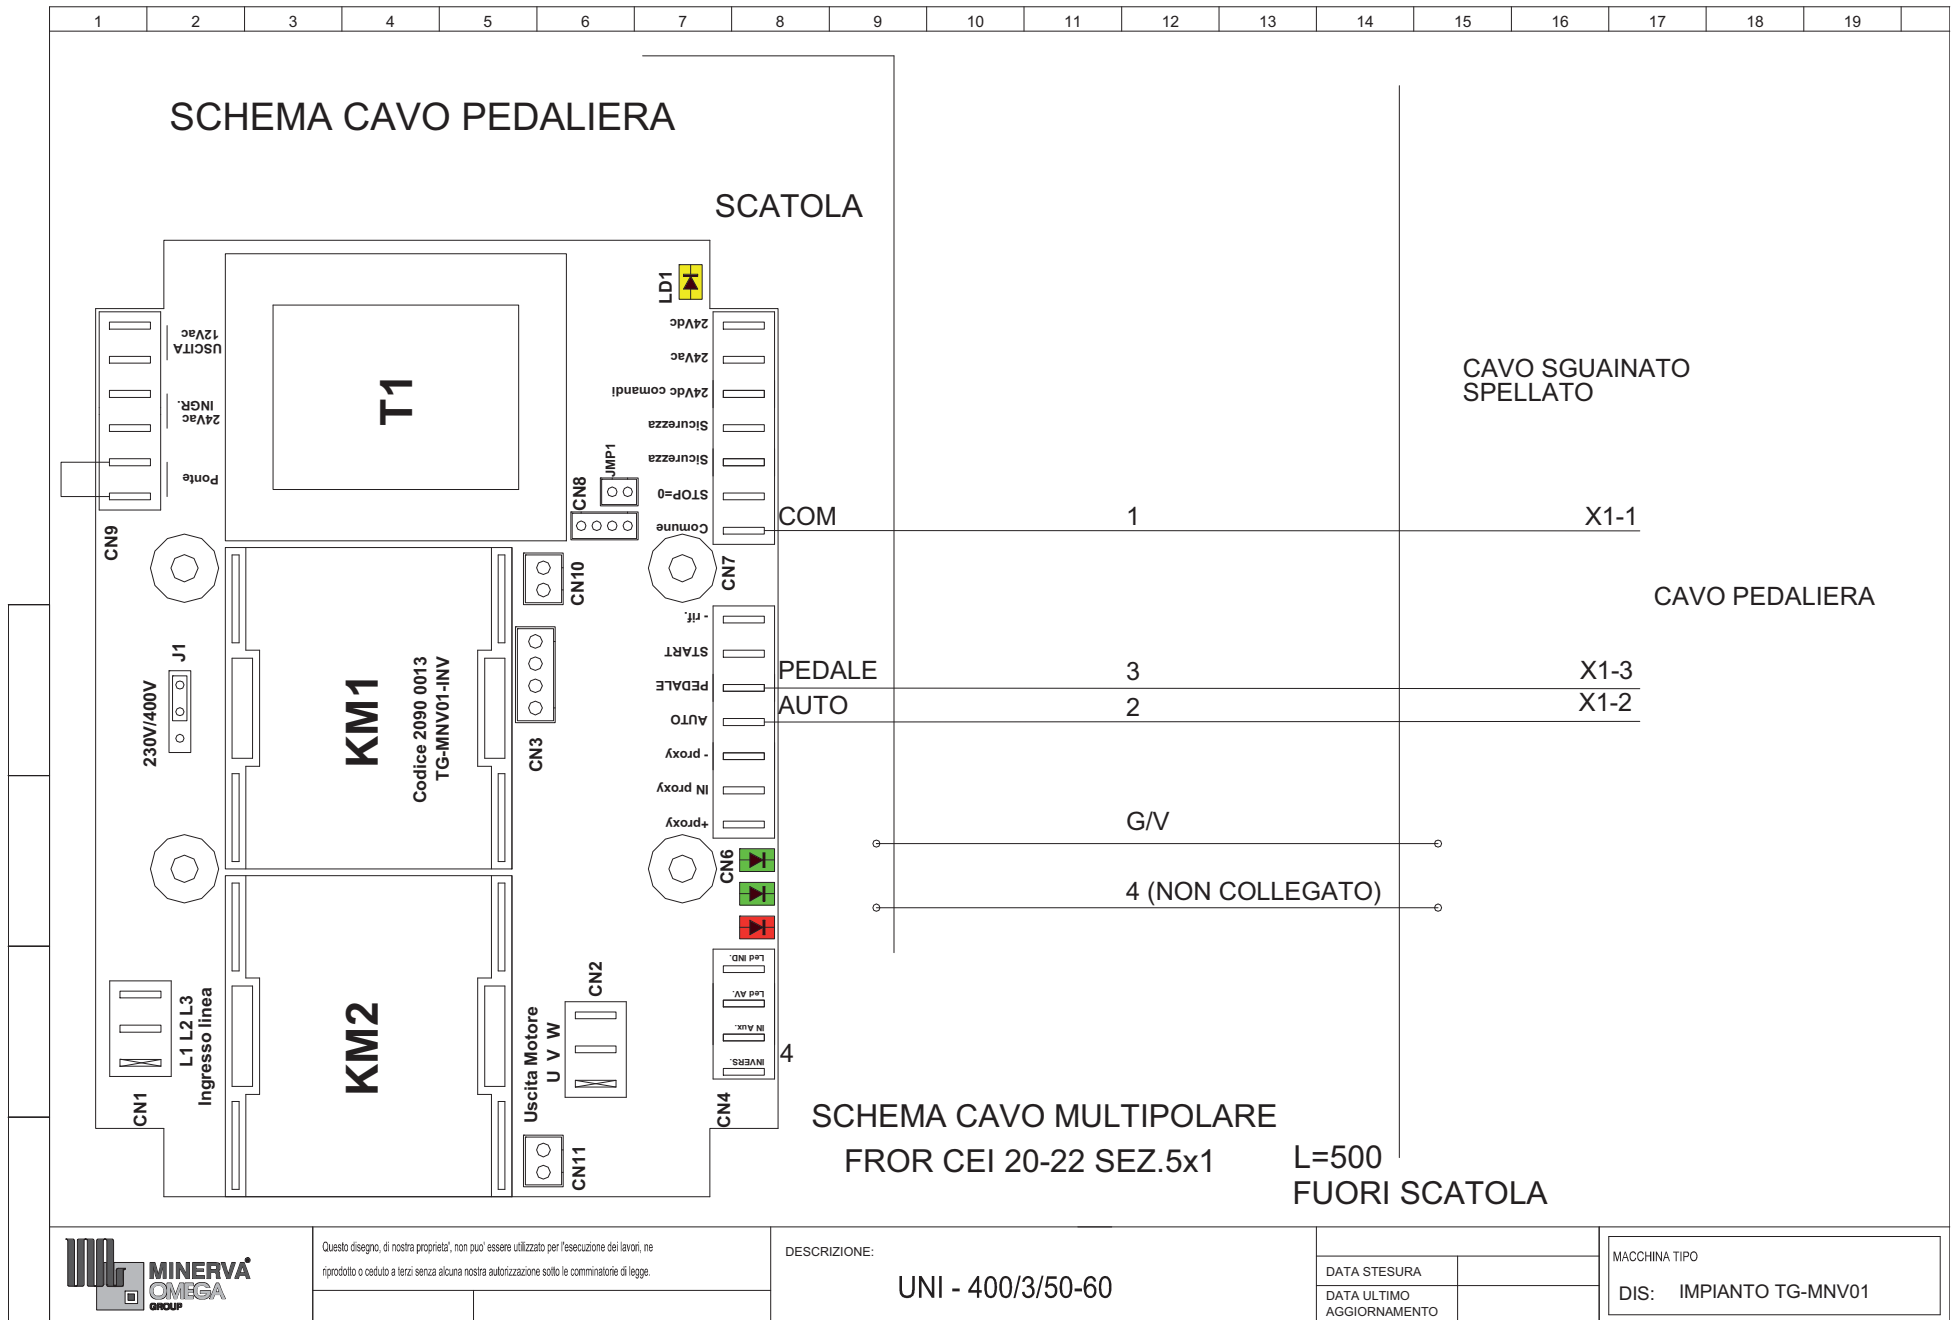 1 2 3 4 5 6 7 8 9 10 11 12 13 14 15 16 17 18 19
SCHEMA CAVO PEDALIERA
SCATOLA
LD1
USCITA
12Vac
24Vac
INGR.
Ponte
CN9
T1
24Vdc
24Vac
24Vdc comandi
Sicurezza
Sicurezza
STOP=0
Comune
JMP1
CN8
CN7
CN10
CAVO SGUAINATO
SPELLATO
COM 1 X1-1
CAVO PEDALIERA
J1
230V/400V
KM1
Codice 2090 0013
TG-MNV01-INV
CN3
- rif.
START
PEDALE
AUTO
- proxy
IN proxy
+proxy
CN6
PEDALE 3 X1-3
AUTO 2 X1-2
G/V
4 (NON COLLEGATO)
KM2
L1 L2 L3
Ingresso linea
CN1
CN2
Uscita Motore
U V W
CN11
Led IND.
Led AV.
IN Aux.
INVERS.
4
CN4
SCHEMA CAVO MULTIPOLARE
FROR CEI 20-22 SEZ.5x1
L=500
FUORI SCATOLA
MINERVA®
OMEGA
GROUP
Questo disegno, di nostra proprieta', non puo' essere utilizzato per l'esecuzione dei lavori, ne
riprodotto o ceduto a terzi senza alcuna nostra autorizzazione sotto le comminatorie di legge.
DESCRIZIONE:
UNI - 400/3/50-60
DATA STESURA
DATA ULTIMO
AGGIORNAMENTO
MACCHINA TIPO
DIS: IMPIANTO TG-MNV01